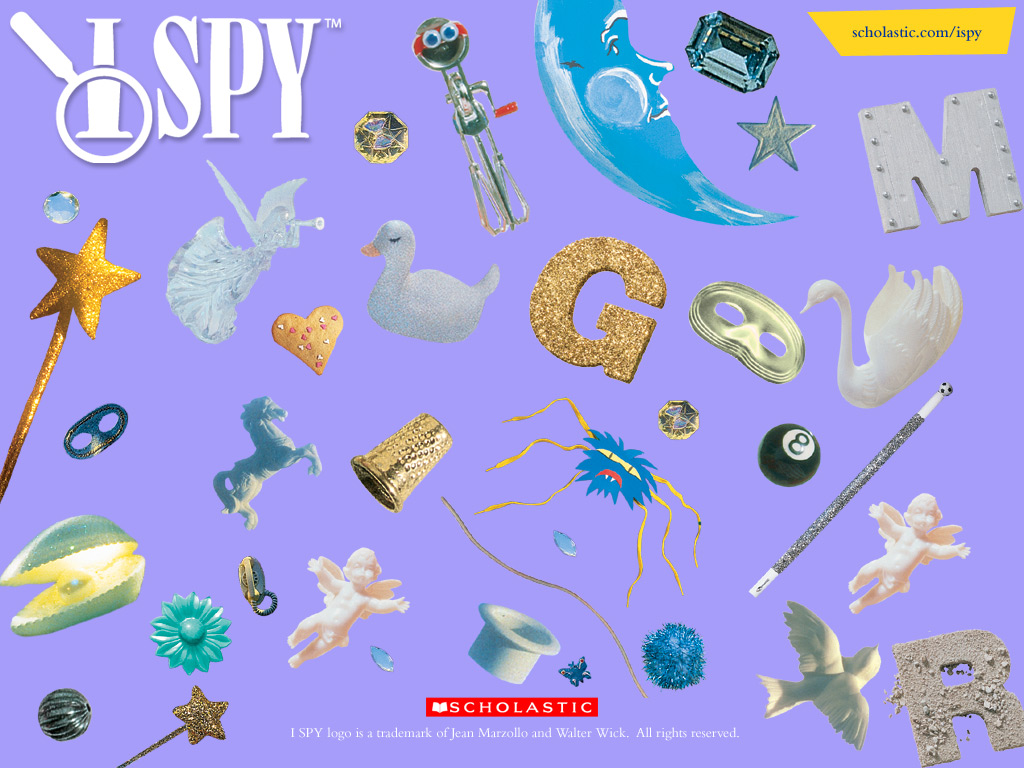 I SPY™
scholastic.com/ispy
M
G
8
R
SCHOLASTIC
I SPY logo is a trademark of Jean Marzollo and Walter Wick. All rights reserved.